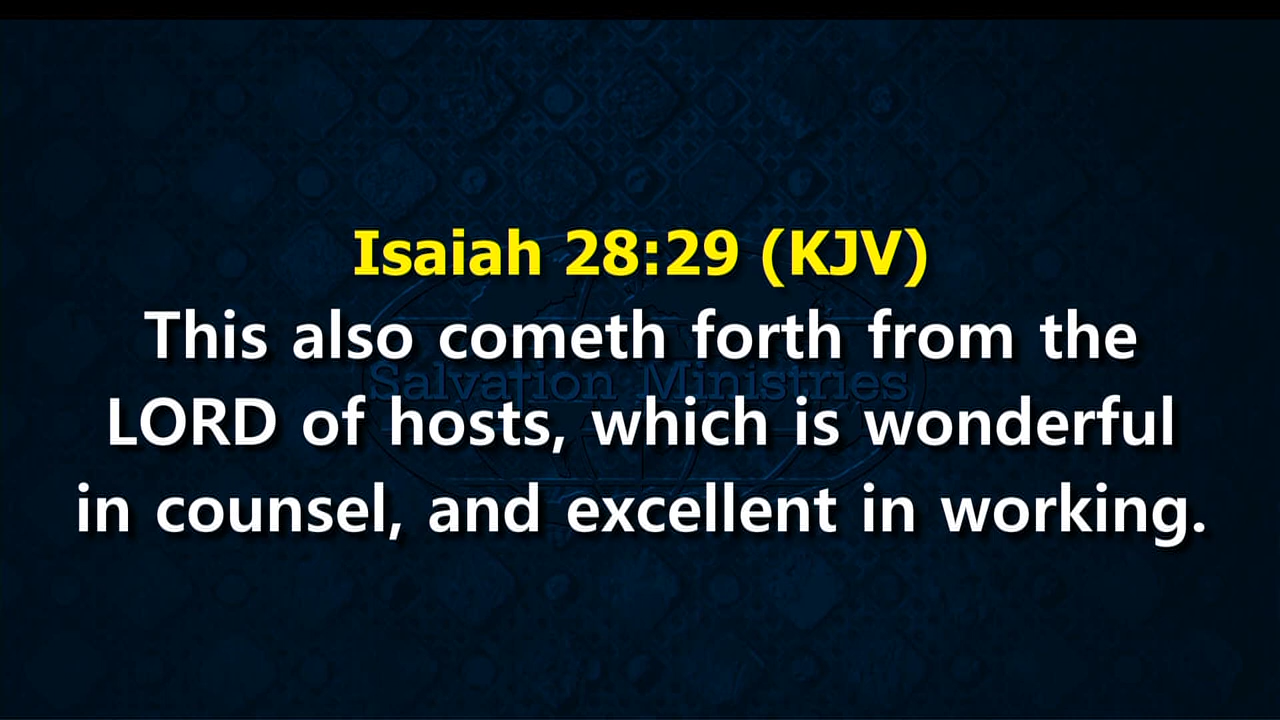 Isaiah 28:29 (KJV)
This also cometh forth from the
Salvation Ministries
LORD of hosts, which is wonderful
in counsel, and excellent in working.